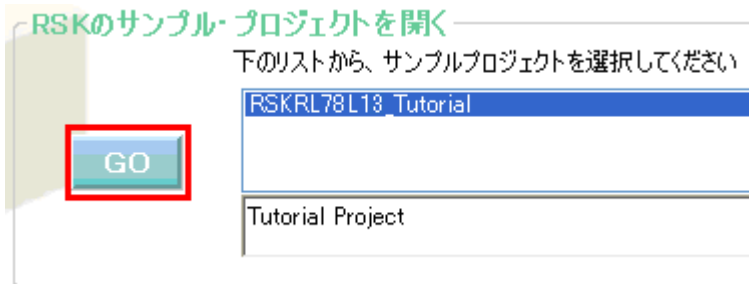 RSKのサンプル・プロジェクトを開く
下のリストから、サンプルプロジェクトを選択してください
RSKRL78L13_Tutorial
GO
Tutorial Project